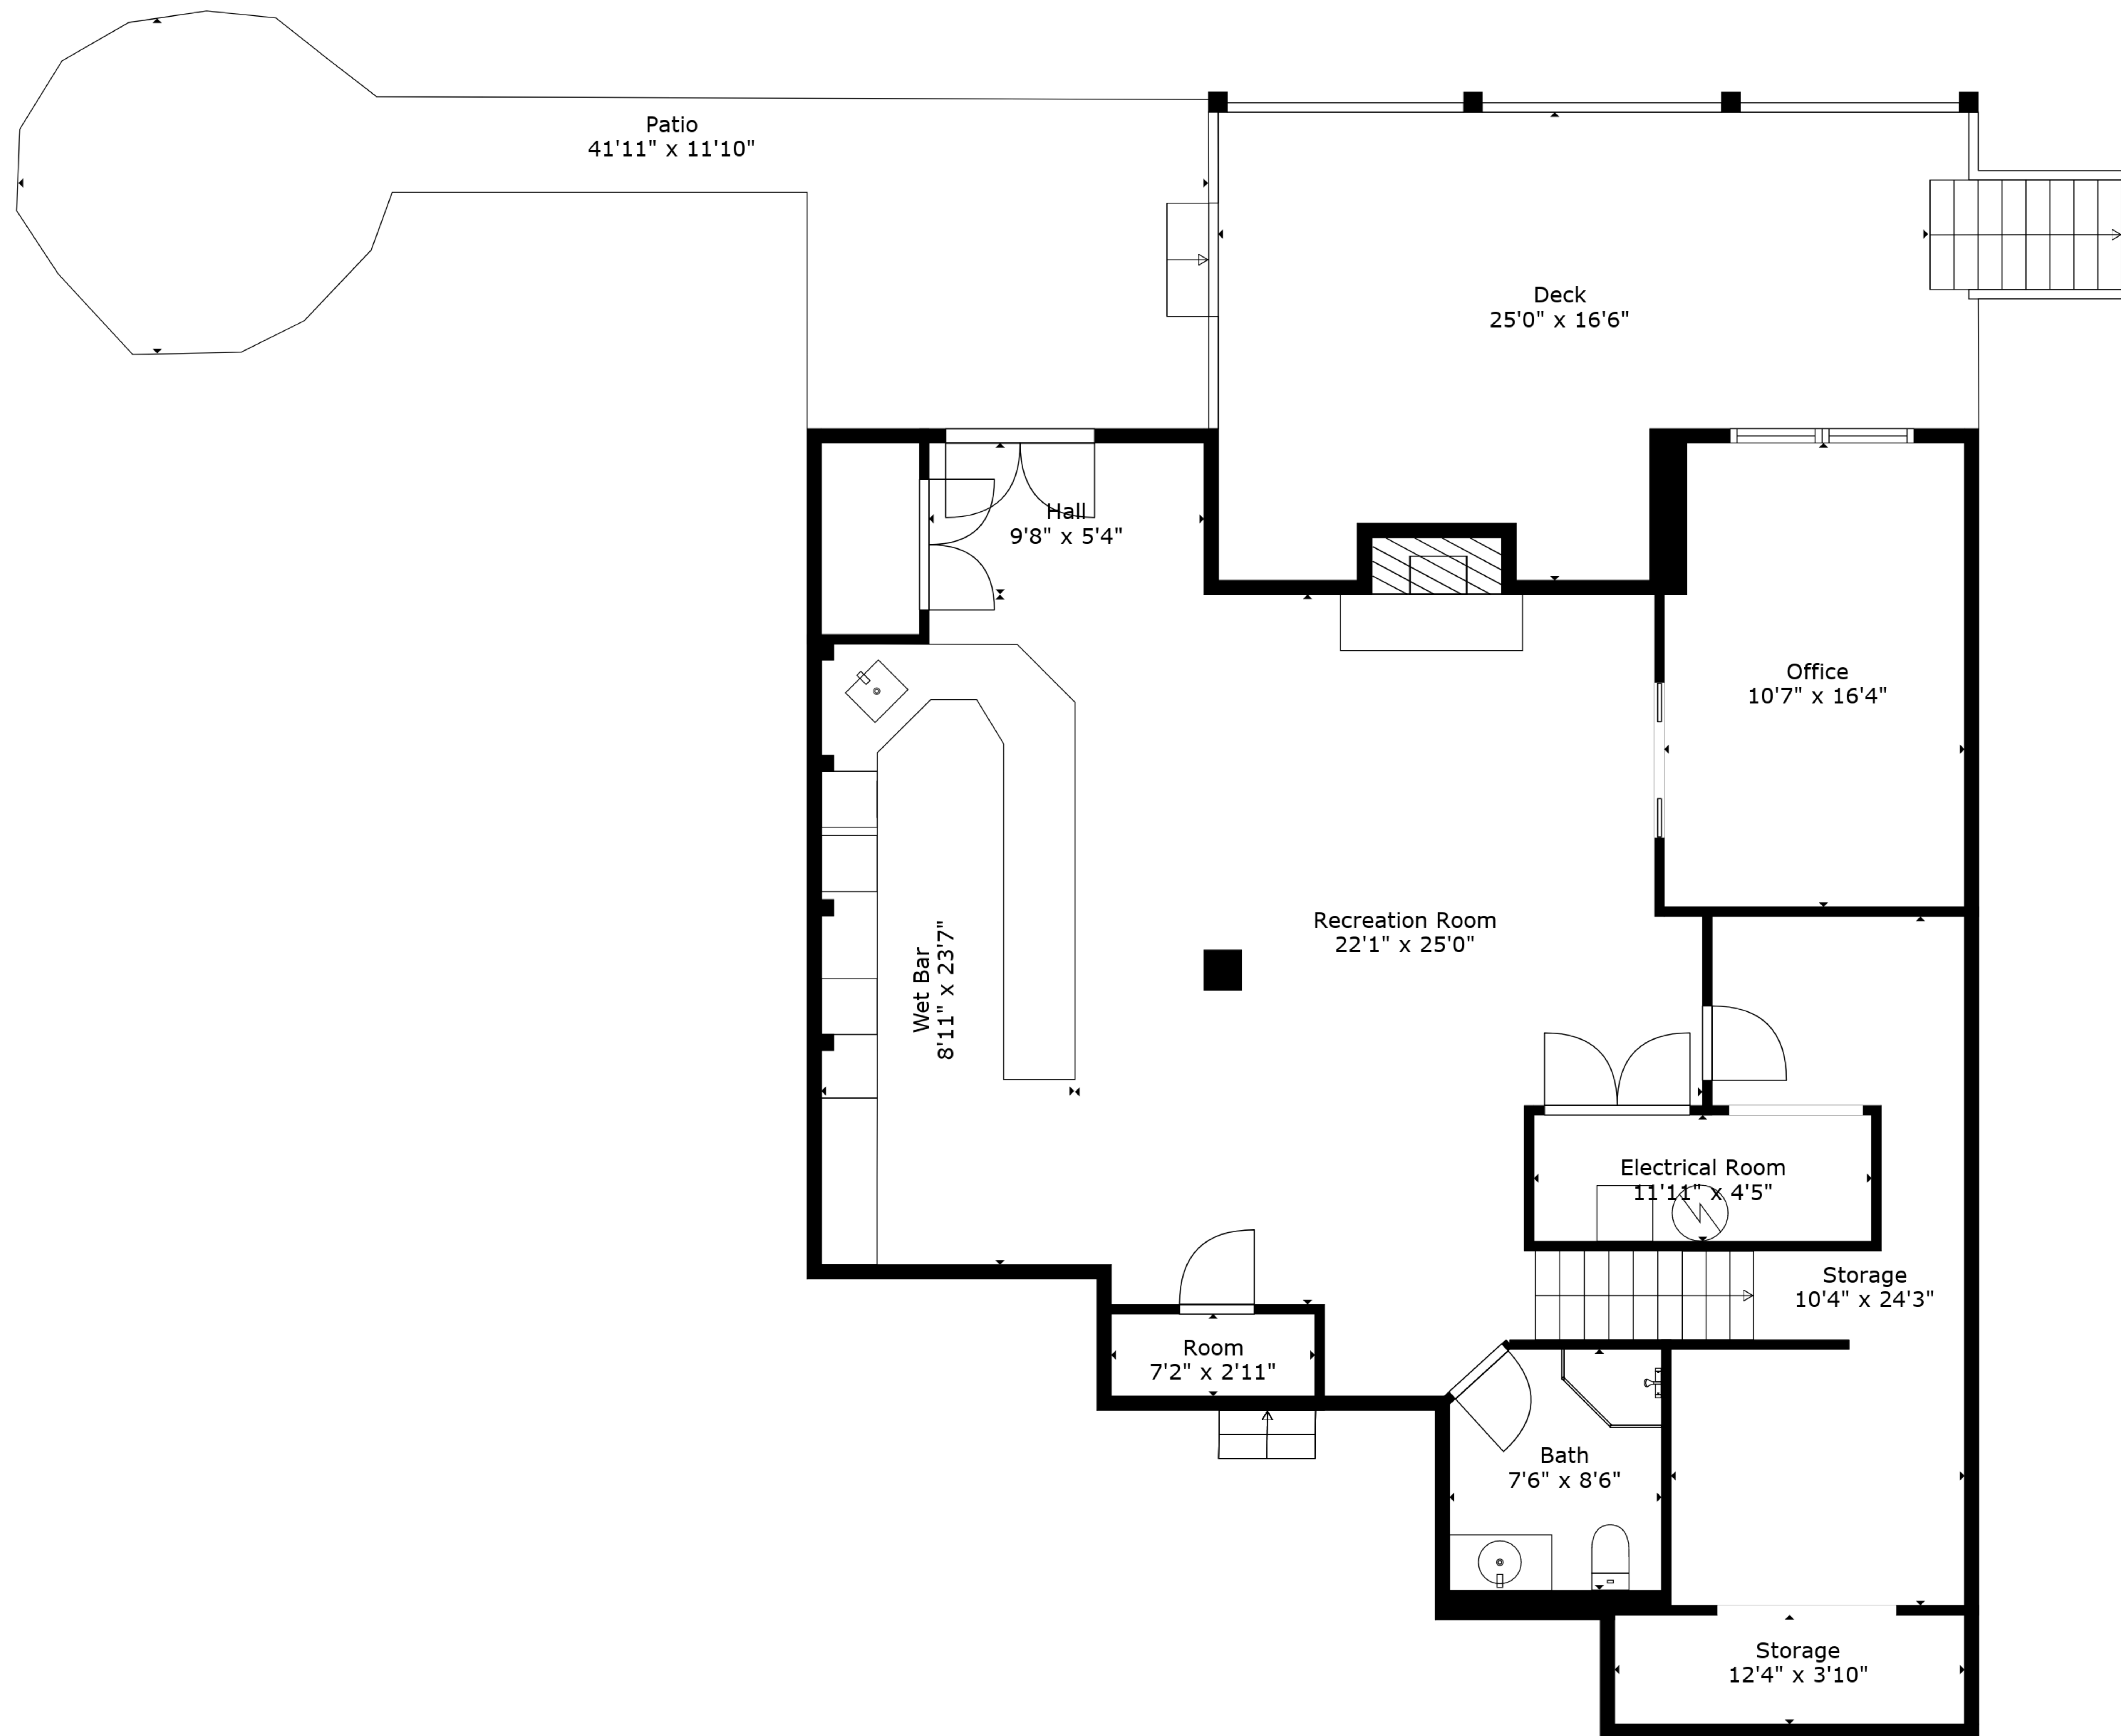 Patio
41'11" x 11'10"
Deck
25'0" x 16'6"
Hall
9'8" x 5'4"
Office
10'7" x 16'4"
Recreation Room
22'1" x 25'0"
Wet Bar
8'11" x 23'7"
Electrical Room
11'11" x 4'5"
Storage
10'4" x 24'3"
Room
7'2" x 2'11"
Bath
7'6" x 8'6"
Storage
12'4" x 3'10"